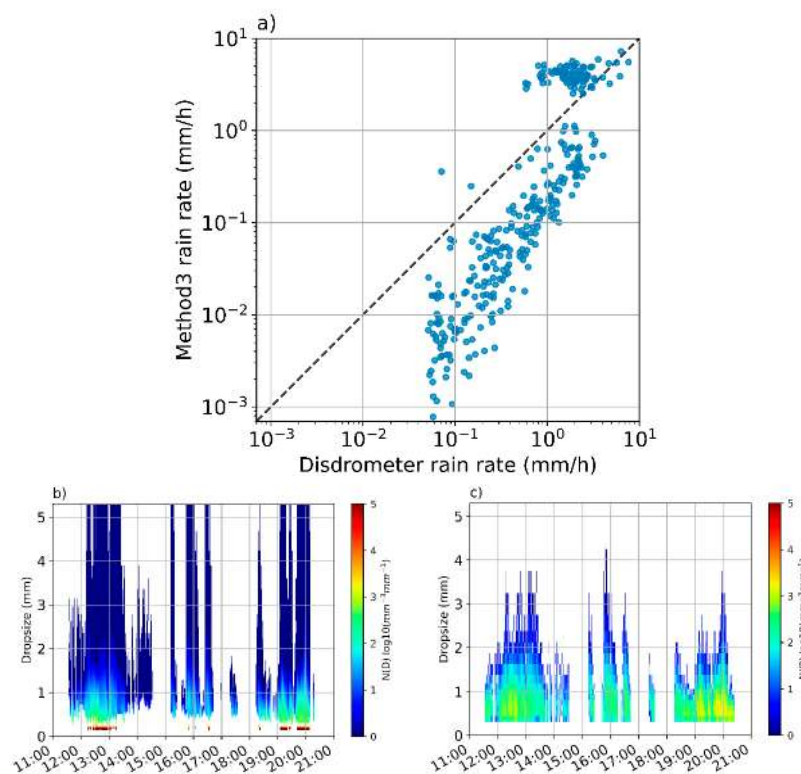 a)
10¹
10⁰
10⁻¹
10⁻²
10⁻³
Method3 rain rate (mm/h)
10⁻³ 10⁻² 10⁻¹ 10⁰ 10¹
Disdrometer rain rate (mm/h)
b)
5
4
3
2
1
0
Dropsize (mm)
11:00 12:00 13:00 14:00 15:00 16:00 17:00 18:00 19:00 20:00 21:00
5
4
3
2
1
0
N(D) log10(mm⁻³mm⁻¹)
c)
5
4
3
2
1
0
Dropsize (mm)
11:00 12:00 13:00 14:00 15:00 16:00 17:00 18:00 19:00 20:00 21:00
5
4
3
2
1
0